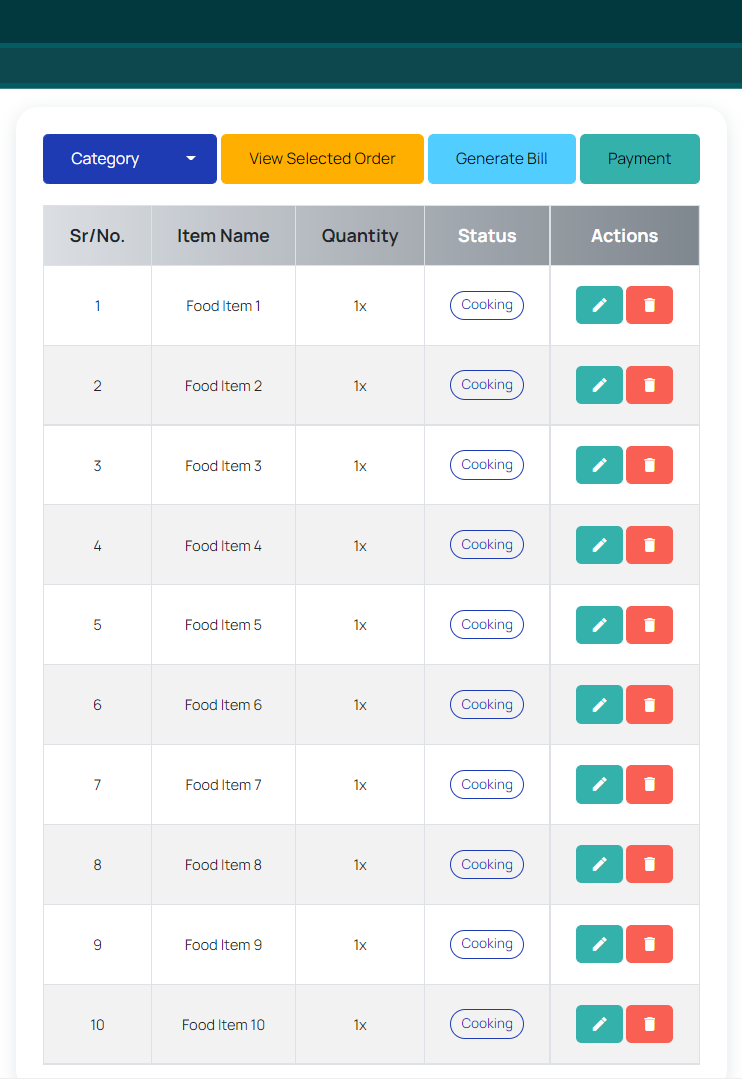 Category View Selected Order Generate Bill Payment
Sr/No. Item Name Quantity Status Actions
1 Food Item 1 1x Cooking
2 Food Item 2 1x Cooking
3 Food Item 3 1x Cooking
4 Food Item 4 1x Cooking
5 Food Item 5 1x Cooking
6 Food Item 6 1x Cooking
7 Food Item 7 1x Cooking
8 Food Item 8 1x Cooking
9 Food Item 9 1x Cooking
10 Food Item 10 1x Cooking